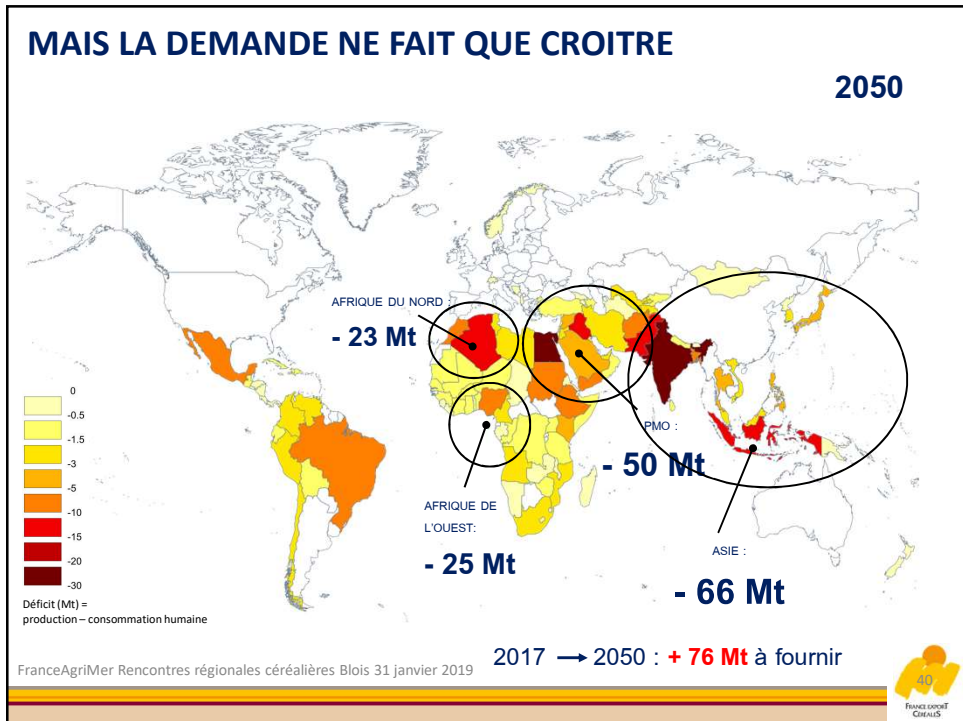 MAIS LA DEMANDE NE FAIT QUE CROITRE
2050
AFRIQUE DU NORD :
- 23 Mt
PMO :
- 50 Mt
AFRIQUE DE
L'OUEST:
- 25 Mt
ASIE :
- 66 Mt
0
-0.5
-1.5
-3
-5
-10
-15
-20
-30
Déficit (Mt) =
production – consommation humaine
2017 → 2050 : + 76 Mt à fournir
FranceAgriMer Rencontres régionales céréalières Blois 31 janvier 2019
40
FRANCE EXPORT
CÉRÉALES